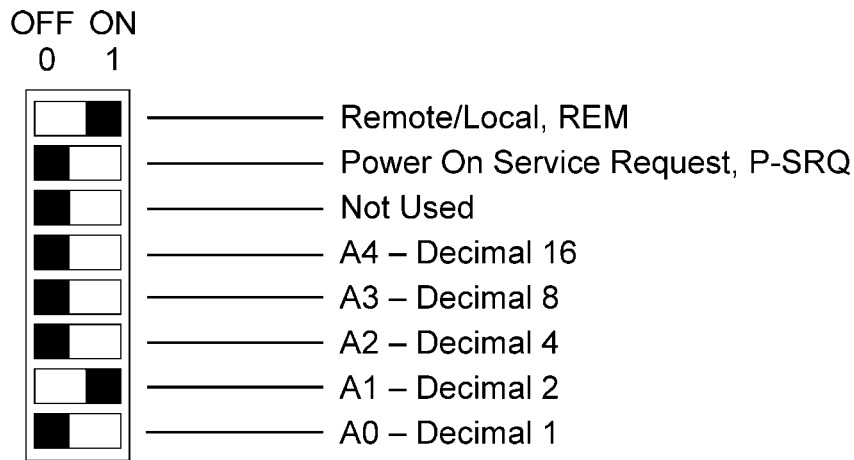 OFF ON
0 1
Remote/Local, REM
Power On Service Request, P-SRQ
Not Used
A4 – Decimal 16
A3 – Decimal 8
A2 – Decimal 4
A1 – Decimal 2
A0 – Decimal 1